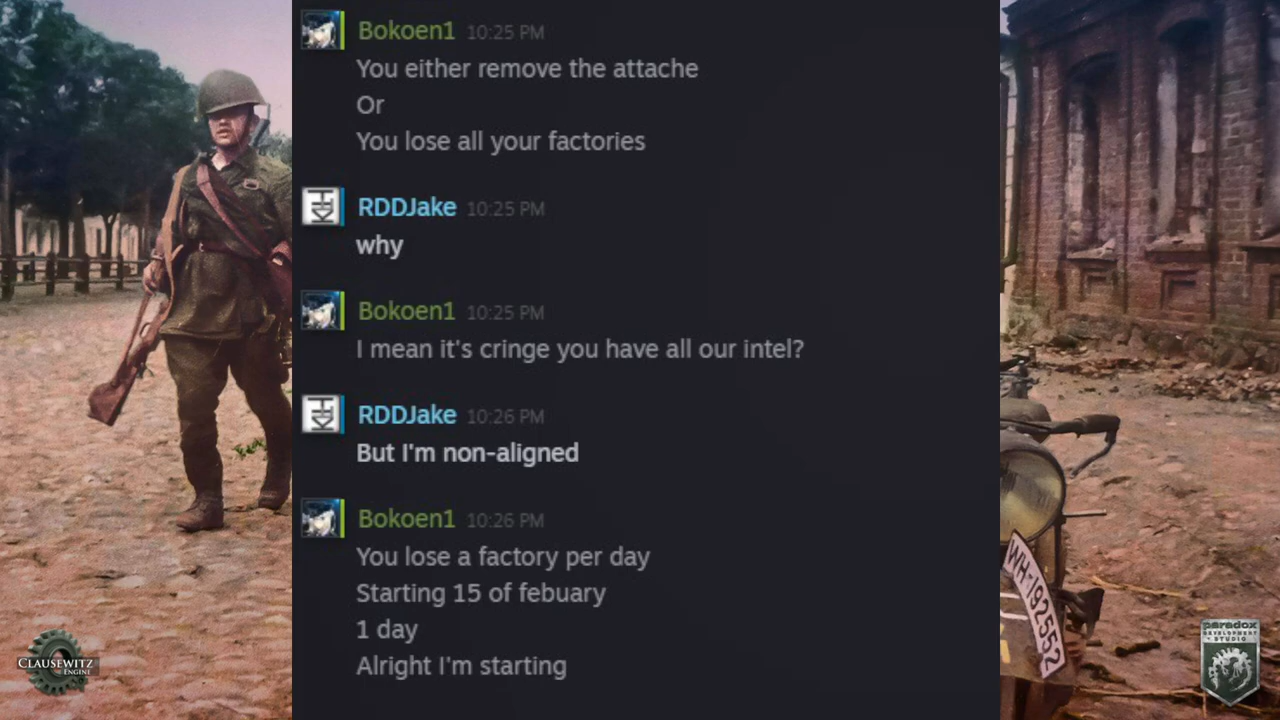 Bokoen1 10:25 PM
You either remove the attache
Or
You lose all your factories
RDDJake 10:25 PM
why
Bokoen1 10:25 PM
I mean it's cringe you have all our intel?
RDDJake 10:26 PM
But I'm non-aligned
Bokoen1 10:26 PM
You lose a factory per day
Starting 15 of febuary
1 day
Alright I'm starting
WH-192552
CLAUSEWITZ
ENGINE
paradox
DEVELOPMENT
STUDIO